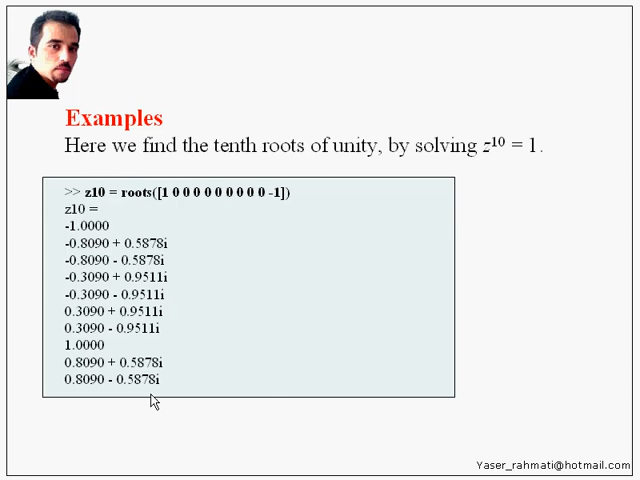 Examples
Here we find the tenth roots of unity, by solving z¹⁰ = 1.
>> z10 = roots([1 0 0 0 0 0 0 0 0 0 -1])
z10 =
-1.0000
-0.8090 + 0.5878i
-0.8090 - 0.5878i
-0.3090 + 0.9511i
-0.3090 - 0.9511i
0.3090 + 0.9511i
0.3090 - 0.9511i
1.0000
0.8090 + 0.5878i
0.8090 - 0.5878i
Yaser_rahmati@hotmail.com